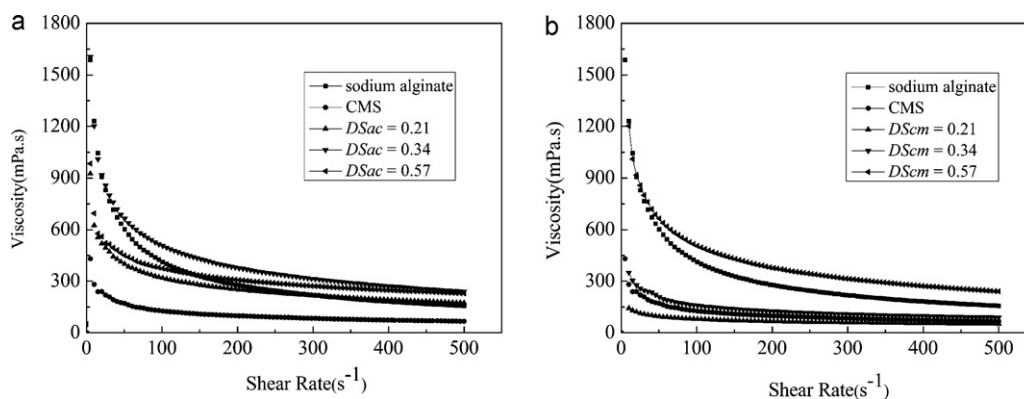 a
1800
1500
1200
900
600
300
0
Viscosity(mPa.s)
sodium alginate
CMS
DSac = 0.21
DSac = 0.34
DSac = 0.57
0 100 200 300 400 500
Shear Rate(s-1)
b
1800
1500
1200
900
600
300
0
Viscosity(mPa.s)
sodium alginate
CMS
DScm = 0.21
DScm = 0.34
DScm = 0.57
0 100 200 300 400 500
Shear Rate(s-1)